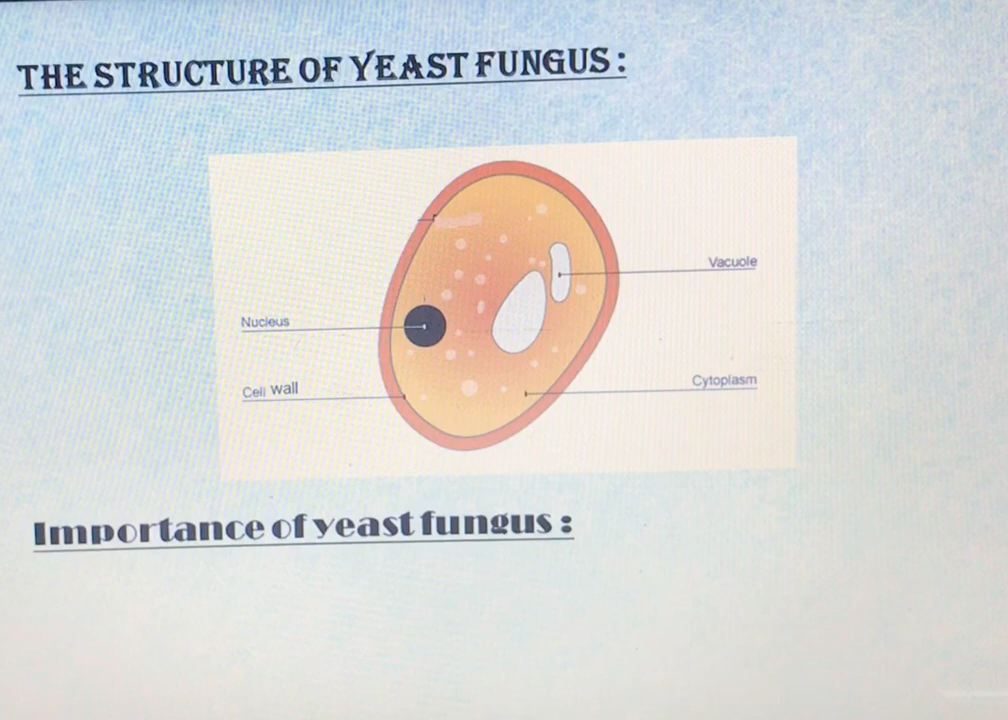 THE STRUCTURE OF YEAST FUNGUS :
Vacuole
Nucleus
Cell wall
Cytoplasm
Importance of yeast fungus :